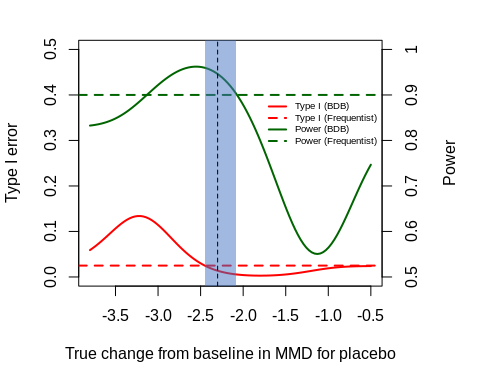 0.5
0.4
0.3
0.2
0.1
0.0
Type I error
1
0.9
0.8
0.7
0.6
0.5
Power
Type I (BDB)
Type I (Frequentist)
Power (BDB)
Power (Frequentist)
-3.5 -3.0 -2.5 -2.0 -1.5 -1.0 -0.5
True change from baseline in MMD for placebo